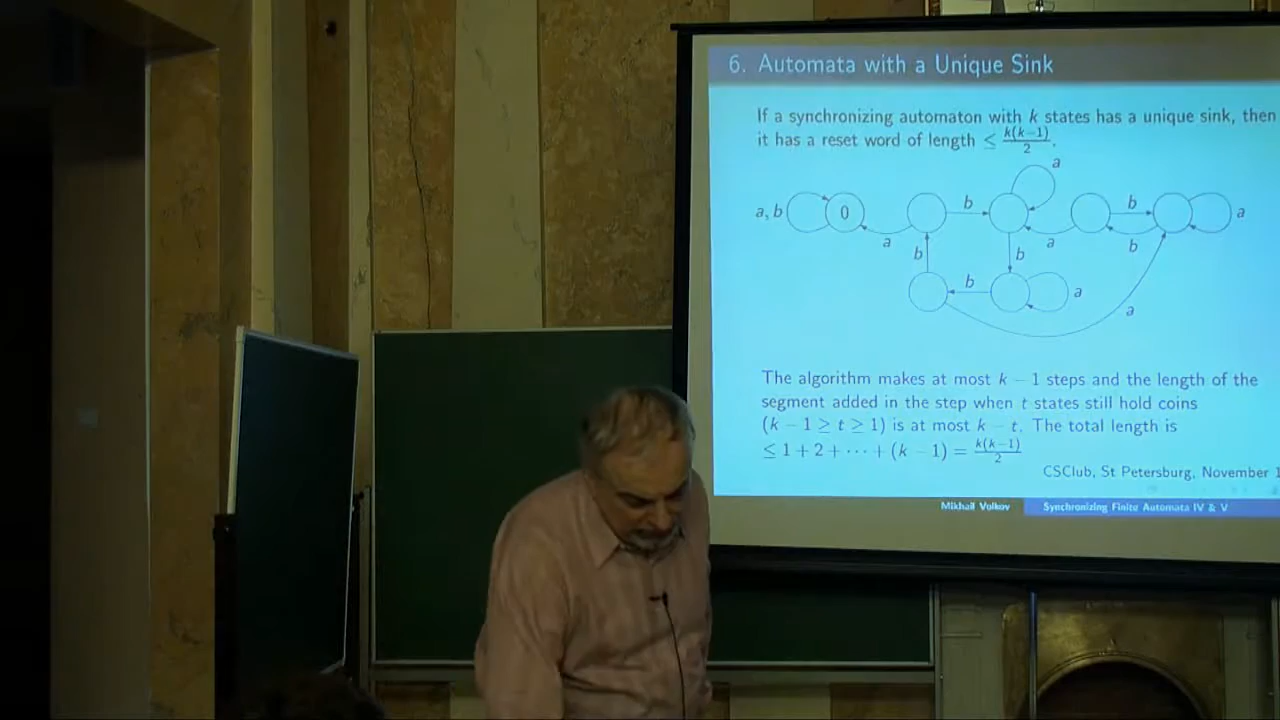 6. Automata with a Unique Sink
If a synchronizing automaton with k states has a unique sink, then
it has a reset word of length ≤ k(k−1)/2.
a
a, b
0
b
b
a
a
a
b
b
b
b
a
a
The algorithm makes at most k − 1 steps and the length of the
segment added in the step when t states still hold coins
(k − 1 ≥ t ≥ 1) is at most k − t. The total length is
≤ 1 + 2 + ··· + (k − 1) = k(k−1)/2
CSClub, St Petersburg, November 1
Mikhail Volkov
Synchronizing Finite Automata IV & V